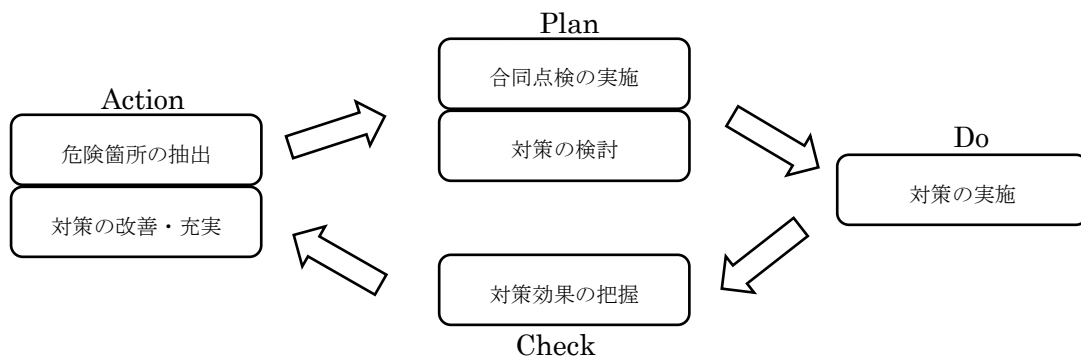 Plan
合同点検の実施
対策の検討
Action
危険箇所の抽出
対策の改善・充実
Do
対策の実施
対策効果の把握
Check